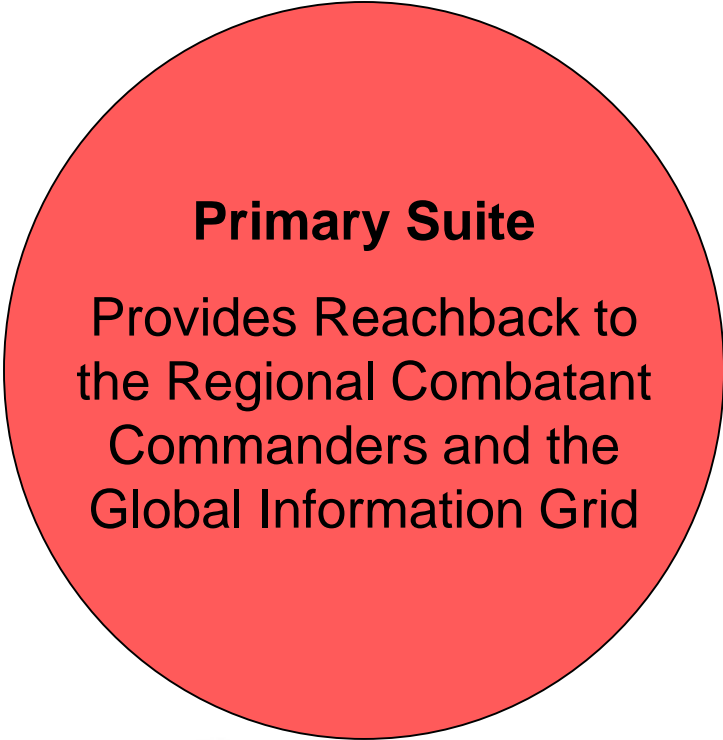 Primary Suite
Provides Reachback to
the Regional Combatant
Commanders and the
Global Information Grid